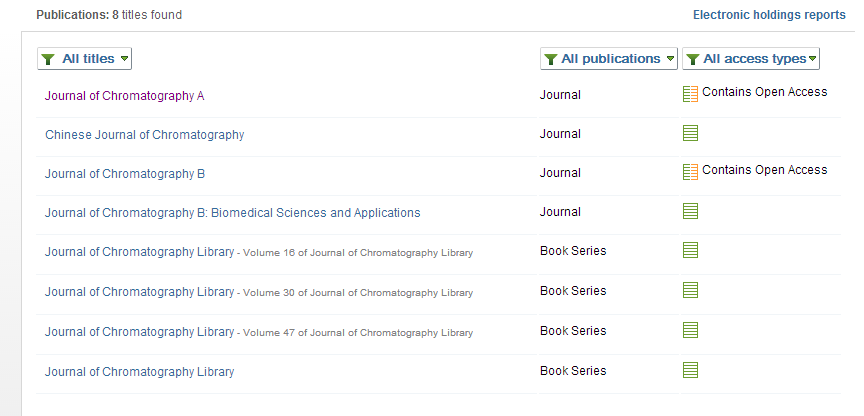 Publications: 8 titles found Electronic holdings reports
All titles All publications All access types
Journal of Chromatography A Journal Contains Open Access
Chinese Journal of Chromatography Journal
Journal of Chromatography B Journal Contains Open Access
Journal of Chromatography B: Biomedical Sciences and Applications Journal
Journal of Chromatography Library - Volume 16 of Journal of Chromatography Library Book Series
Journal of Chromatography Library - Volume 30 of Journal of Chromatography Library Book Series
Journal of Chromatography Library - Volume 47 of Journal of Chromatography Library Book Series
Journal of Chromatography Library Book Series